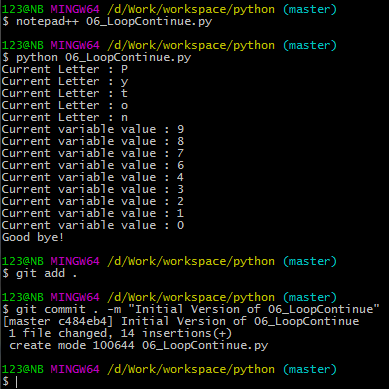 123@NB MINGW64 /d/Work/workspace/python (master)
$ notepad++ 06_LoopContinue.py
123@NB MINGW64 /d/Work/workspace/python (master)
$ python 06_LoopContinue.py
Current Letter : P
Current Letter : y
Current Letter : t
Current Letter : o
Current Letter : n
Current variable value : 9
Current variable value : 8
Current variable value : 7
Current variable value : 6
Current variable value : 4
Current variable value : 3
Current variable value : 2
Current variable value : 1
Current variable value : 0
Good bye!
123@NB MINGW64 /d/Work/workspace/python (master)
$ git add .
123@NB MINGW64 /d/Work/workspace/python (master)
$ git commit . -m "Initial Version of 06_LoopContinue"
[master c484eb4] Initial Version of 06_LoopContinue
1 file changed, 14 insertions(+)
create mode 100644 06_LoopContinue.py
123@NB MINGW64 /d/Work/workspace/python (master)
$